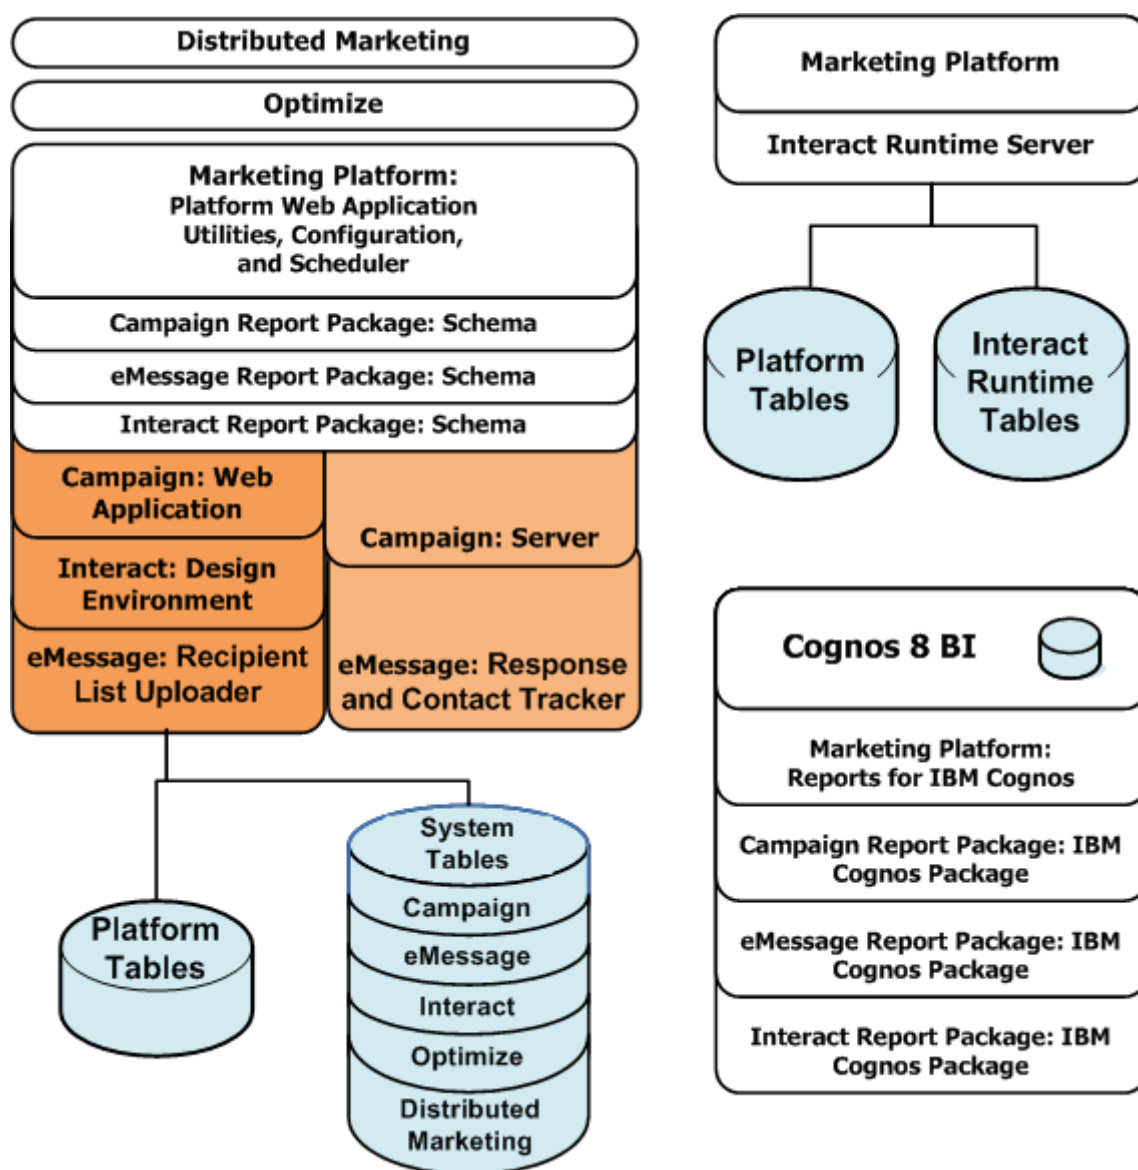 Distributed Marketing
Optimize
Marketing Platform:
Platform Web Application
Utilities, Configuration,
and Scheduler
Campaign Report Package: Schema
eMessage Report Package: Schema
Interact Report Package: Schema
Campaign: Web
Application
Interact: Design
Environment
eMessage: Recipient
List Uploader
Campaign: Server
eMessage: Response
and Contact Tracker
Platform
Tables
System
Tables
Campaign
eMessage
Interact
Optimize
Distributed
Marketing
Marketing Platform
Interact Runtime Server
Platform
Tables
Interact
Runtime
Tables
Cognos 8 BI
Marketing Platform:
Reports for IBM Cognos
Campaign Report Package: IBM
Cognos Package
eMessage Report Package: IBM
Cognos Package
Interact Report Package: IBM
Cognos Package